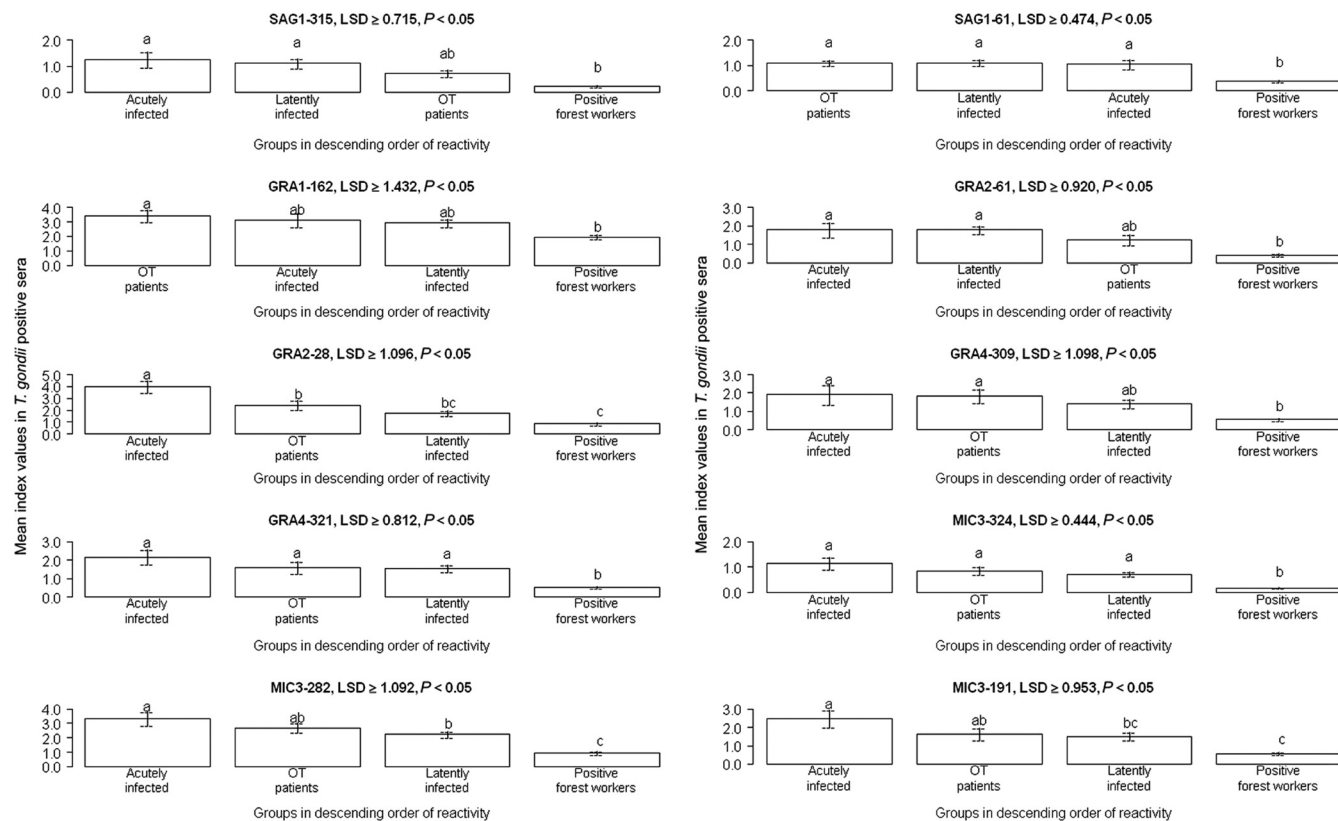 SAG1-315, LSD ≥ 0.715, P < 0.05
2.0
1.0
0.0
a
a
ab
b
Acutely
infected
Latently
infected
OT
patients
Positive
forest workers
Groups in descending order of reactivity
GRA1-162, LSD ≥ 1.432, P < 0.05
4.0
3.0
2.0
1.0
0.0
a
ab
ab
b
OT
patients
Acutely
infected
Latently
infected
Positive
forest workers
Groups in descending order of reactivity
GRA2-28, LSD ≥ 1.096, P < 0.05
5.0
4.0
3.0
2.0
1.0
0.0
a
b
bc
c
Acutely
infected
OT
patients
Latently
infected
Positive
forest workers
Groups in descending order of reactivity
GRA4-321, LSD ≥ 0.812, P < 0.05
3.0
2.0
1.0
0.0
a
a
a
b
Acutely
infected
OT
patients
Latently
infected
Positive
forest workers
Groups in descending order of reactivity
MIC3-282, LSD ≥ 1.092, P < 0.05
4.0
3.0
2.0
1.0
0.0
a
ab
b
c
Acutely
infected
OT
patients
Latently
infected
Positive
forest workers
Groups in descending order of reactivity
Mean index values in T. gondii positive sera
SAG1-61, LSD ≥ 0.474, P < 0.05
2.0
1.0
0.0
a
a
a
b
OT
patients
Latently
infected
Acutely
infected
Positive
forest workers
Groups in descending order of reactivity
GRA2-61, LSD ≥ 0.920, P < 0.05
3.0
2.0
1.0
0.0
a
a
ab
b
Acutely
infected
Latently
infected
OT
patients
Positive
forest workers
Groups in descending order of reactivity
GRA4-309, LSD ≥ 1.098, P < 0.05
3.0
2.0
1.0
0.0
a
a
ab
b
Acutely
infected
OT
patients
Latently
infected
Positive
forest workers
Groups in descending order of reactivity
MIC3-324, LSD ≥ 0.444, P < 0.05
2.0
1.0
0.0
a
a
a
b
Acutely
infected
OT
patients
Latently
infected
Positive
forest workers
Groups in descending order of reactivity
MIC3-191, LSD ≥ 0.953, P < 0.05
3.0
2.0
1.0
0.0
a
ab
bc
c
Acutely
infected
OT
patients
Latently
infected
Positive
forest workers
Groups in descending order of reactivity
Mean index values in T. gondii positive sera